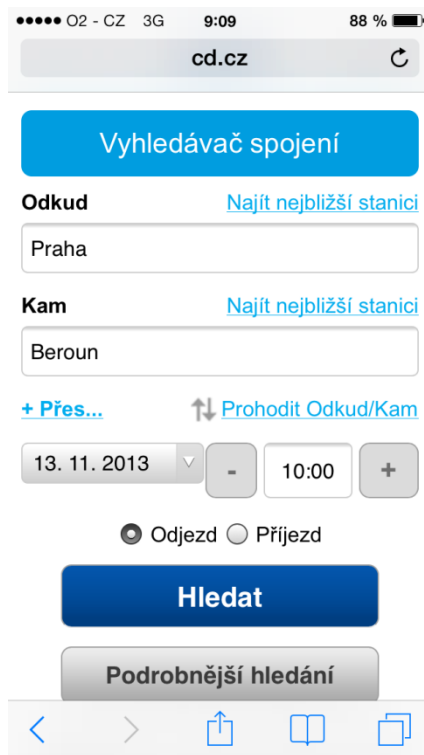 ●●●●● O2 - CZ 3G 9:09 88 %
cd.cz
Vyhledávač spojení
Odkud Najít nejbližší stanici
Praha
Kam Najít nejbližší stanici
Beroun
+ Přes... Prohodit Odkud/Kam
13. 11. 2013 - 10:00 +
Odjezd Příjezd
Hledat
Podrobnější hledání